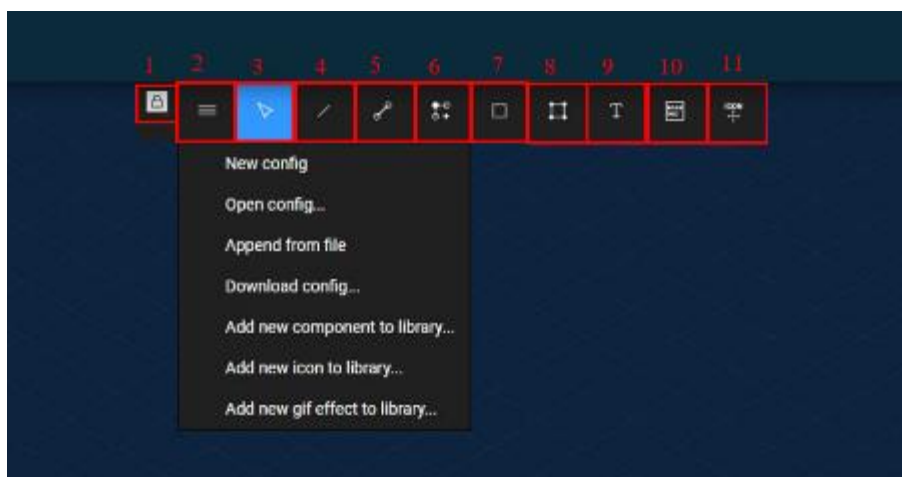 1 2 3 4 5 6 7 8 9 10 11
T
New config
Open config...
Append from file
Download config...
Add new component to library...
Add new icon to library...
Add new gif effect to library...